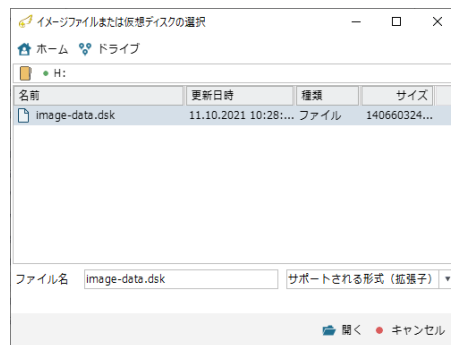 イメージファイルまたは仮想ディスクの選択
ホーム ドライブ
H:
名前 更新日時 種類 サイズ
image-data.dsk 11.10.2021 10:28:... ファイル 140660324...
ファイル名 image-data.dsk サポートされる形式（拡張子）
開く キャンセル